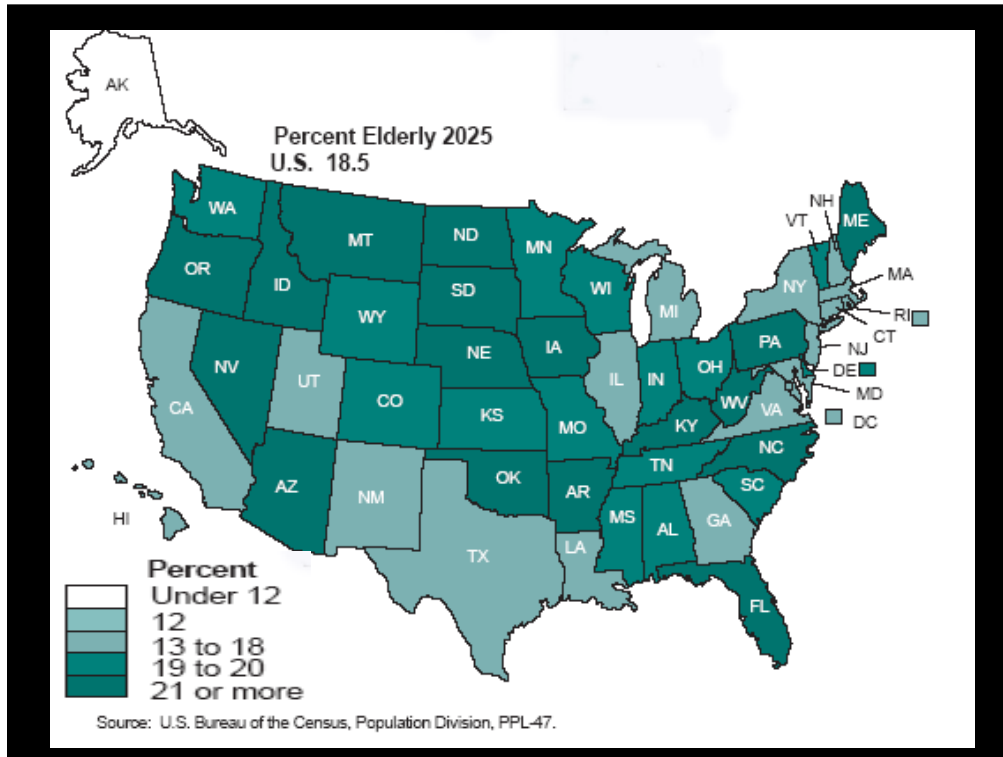 AK
Percent Elderly 2025
U.S. 18.5
WA
MT
ND
MN
VT
NH
ME
OR
ID
SD
WI
MI
NY
MA
WY
RI
CT
NV
UT
NE
IA
IL
IN
OH
PA
NJ
DE
MD
CA
CO
KS
MO
KY
WV
VA
DC
AZ
NM
OK
AR
TN
NC
SC
HI
TX
LA
MS
AL
GA
FL
Percent
Under 12
12
13 to 18
19 to 20
21 or more
Source: U.S. Bureau of the Census, Population Division, PPL-47.